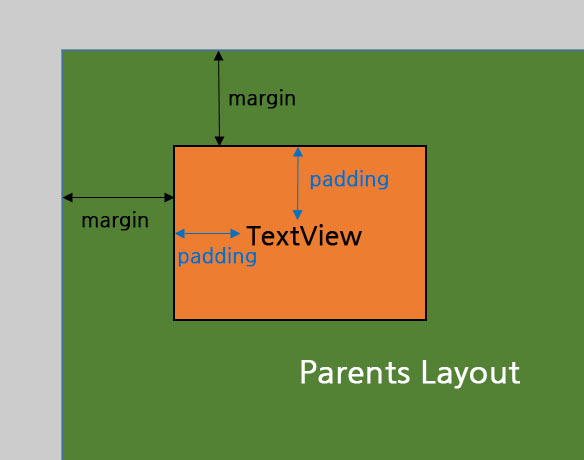 margin
padding
margin
TextView
padding
Parents Layout